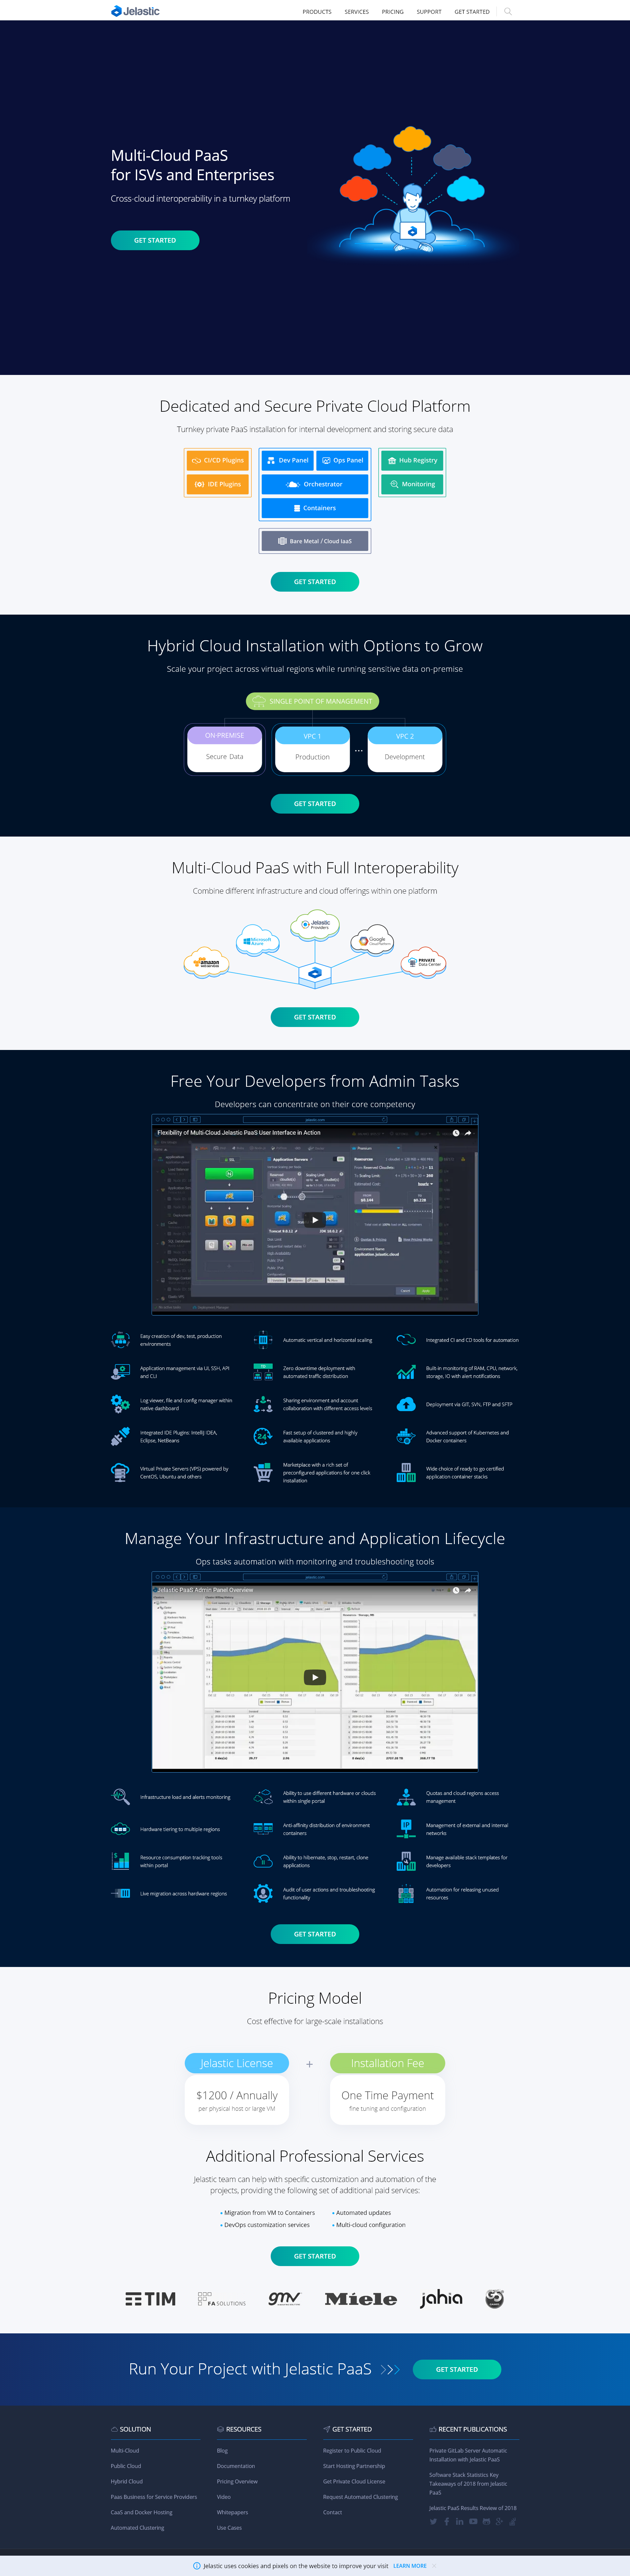 Jelastic
PRODUCTS SERVICES PRICING SUPPORT GET STARTED
Multi-Cloud PaaS
for ISVs and Enterprises
Cross-cloud interoperability in a turnkey platform
GET STARTED
Dedicated and Secure Private Cloud Platform
Turnkey private PaaS installation for internal development and storing secure data
CI/CD Plugins
IDE Plugins
Dev Panel
Ops Panel
Orchestrator
Containers
Hub Registry
Monitoring
Bare Metal / Cloud IaaS
GET STARTED
Hybrid Cloud Installation with Options to Grow
Scale your project across virtual regions while running sensitive data on-premise
SINGLE POINT OF MANAGEMENT
ON-PREMISE
Secure Data
VPC 1
Production
...
VPC 2
Development
GET STARTED
Multi-Cloud PaaS with Full Interoperability
Combine different infrastructure and cloud offerings within one platform
amazon
web services
Microsoft
Azure
Jelastic
Providers
Google
Cloud Platform
PRIVATE
Data Center
GET STARTED
Free Your Developers from Admin Tasks
Developers can concentrate on their core competency
jelastic.com
Flexibility of Multi-Cloud Jelastic PaaS User Interface in Action
Application Servers
Easy creation of dev, test, production
environments
Automatic vertical and horizontal scaling
Integrated CI and CD tools for automation
Application management via UI, SSH, API
and CLI
Zero downtime deployment with
automated traffic distribution
Built-in monitoring of RAM, CPU, network,
storage, IO with alert notifications
Log viewer, file and config manager within
native dashboard
Sharing environment and account
collaboration with different access levels
Deployment via GIT, SVN, FTP and SFTP
Integrated IDE Plugins: IntelliJ IDEA,
Eclipse, NetBeans
Fast setup of clustered and highly
available applications
Advanced support of Kubernetes and
Docker containers
Virtual Private Servers (VPS) powered by
CentOS, Ubuntu and others
Marketplace with a rich set of
preconfigured applications for one click
installation
Wide choice of ready to go certified
application container stacks
Manage Your Infrastructure and Application Lifecycle
Ops tasks automation with monitoring and troubleshooting tools
jelastic.com
Jelastic PaaS Admin Panel Overview
Infrastructure load and alerts monitoring
Ability to use different hardware or clouds
within single portal
Quotas and cloud regions access
management
Hardware tiering to multiple regions
Anti-affinity distribution of environment
containers
Management of external and internal
networks
Resource consumption tracking tools
within portal
Ability to hibernate, stop, restart, clone
applications
Manage available stack templates for
developers
Live migration across hardware regions
Audit of user actions and troubleshooting
functionality
Automation for releasing unused
resources
GET STARTED
Pricing Model
Cost effective for large-scale installations
Jelastic License
$1200 / Annually
per physical host or large VM
+
Installation Fee
One Time Payment
fine tuning and configuration
Additional Professional Services
Jelastic team can help with specific customization and automation of the
projects, providing the following set of additional paid services:
• Migration from VM to Containers
• DevOps customization services
• Automated updates
• Multi-cloud configuration
GET STARTED
TIM
FA SOLUTIONS
gmv
Miele
jahia
Run Your Project with Jelastic PaaS
GET STARTED
SOLUTION
Multi-Cloud
Public Cloud
Hybrid Cloud
Paas Business for Service Providers
CaaS and Docker Hosting
Automated Clustering
RESOURCES
Blog
Documentation
Pricing Overview
Video
Whitepapers
Use Cases
GET STARTED
Register to Public Cloud
Start Hosting Partnership
Get Private Cloud License
Request Automated Clustering
Contact
RECENT PUBLICATIONS
Private GitLab Server Automatic
Installation with Jelastic PaaS
Software Stack Statistics Key
Takeaways of 2018 from Jelastic
PaaS
Jelastic PaaS Results Review of 2018
Jelastic uses cookies and pixels on the website to improve your visit LEARN MORE